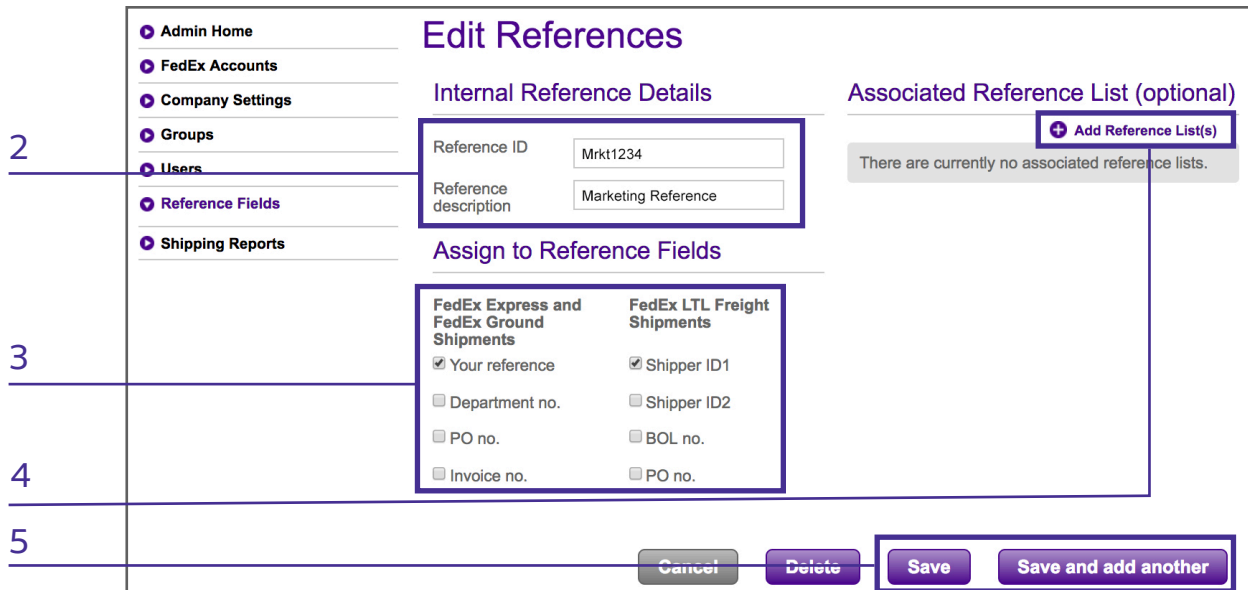 Admin Home
FedEx Accounts
Company Settings
Groups
Users
Reference Fields
Shipping Reports
Edit References
Internal Reference Details
Reference ID
Mrkt1234
Reference
description
Marketing Reference
Associated Reference List (optional)
Add Reference List(s)
There are currently no associated reference lists.
Assign to Reference Fields
FedEx Express and
FedEx Ground
Shipments
Your reference
Department no.
PO no.
Invoice no.
FedEx LTL Freight
Shipments
Shipper ID1
Shipper ID2
BOL no.
PO no.
Cancel
Delete
Save
Save and add another
2
3
4
5